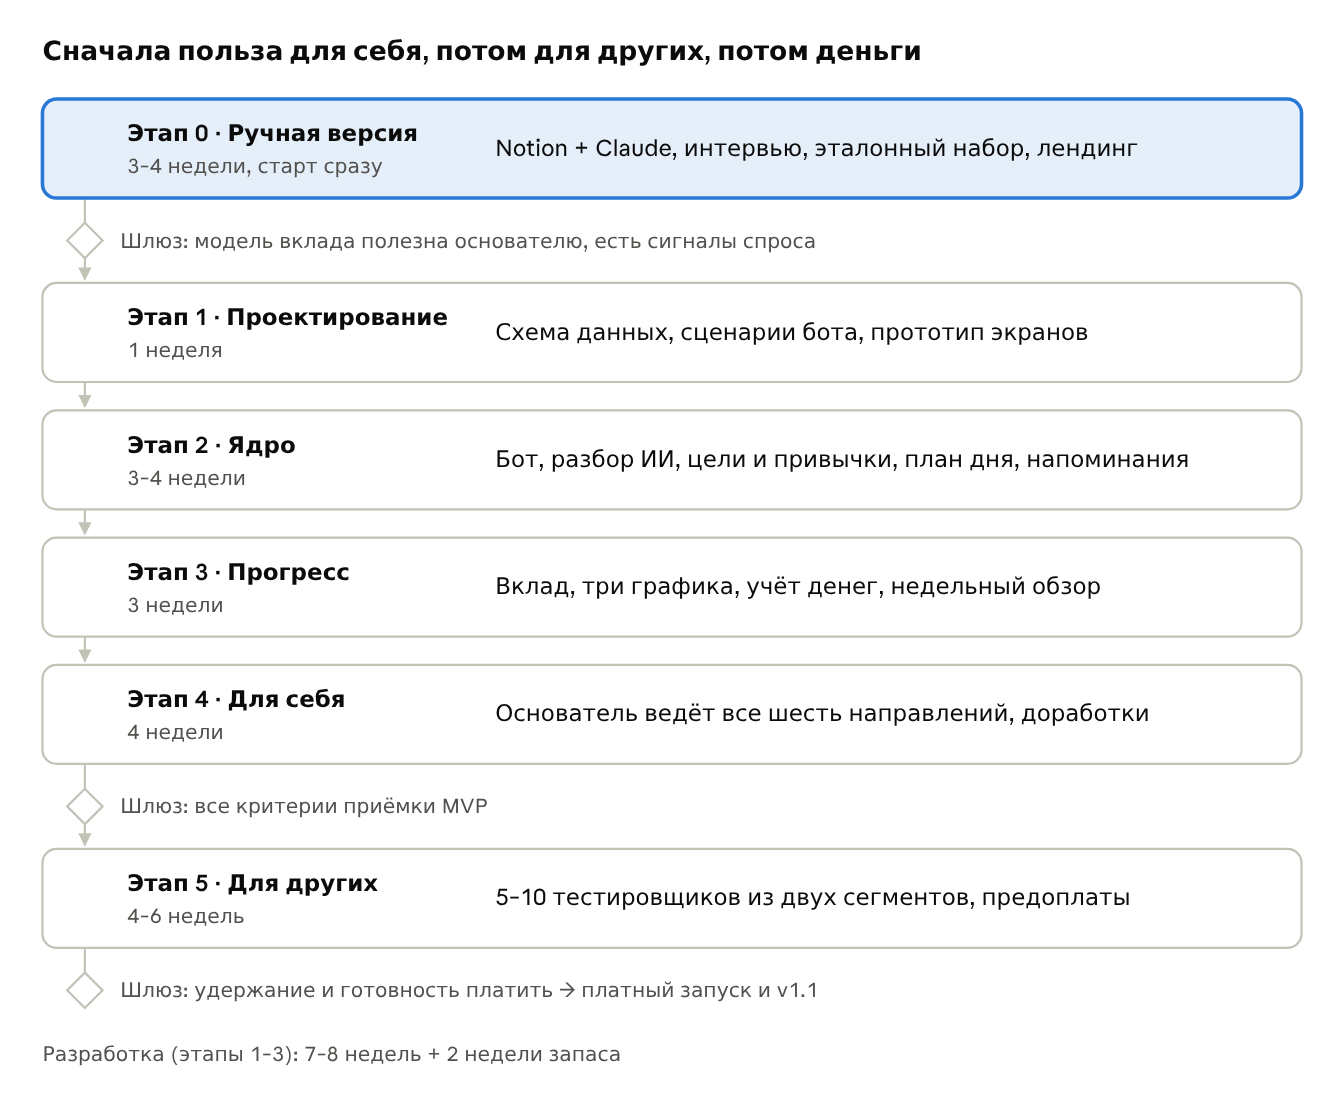 Сначала польза для себя, потом для других, потом деньги
Этап 0 · Ручная версия
3–4 недели, старт сразу
Notion + Claude, интервью, эталонный набор, лендинг
Шлюз: модель вклада полезна основателю, есть сигналы спроса
Этап 1 · Проектирование
1 неделя
Схема данных, сценарии бота, прототип экранов
Этап 2 · Ядро
3–4 недели
Бот, разбор ИИ, цели и привычки, план дня, напоминания
Этап 3 · Прогресс
3 недели
Вклад, три графика, учёт денег, недельный обзор
Этап 4 · Для себя
4 недели
Основатель ведёт все шесть направлений, доработки
Шлюз: все критерии приёмки MVP
Этап 5 · Для других
4–6 недель
5–10 тестировщиков из двух сегментов, предоплаты
Шлюз: удержание и готовность платить → платный запуск и v1.1
Разработка (этапы 1–3): 7–8 недель + 2 недели запаса